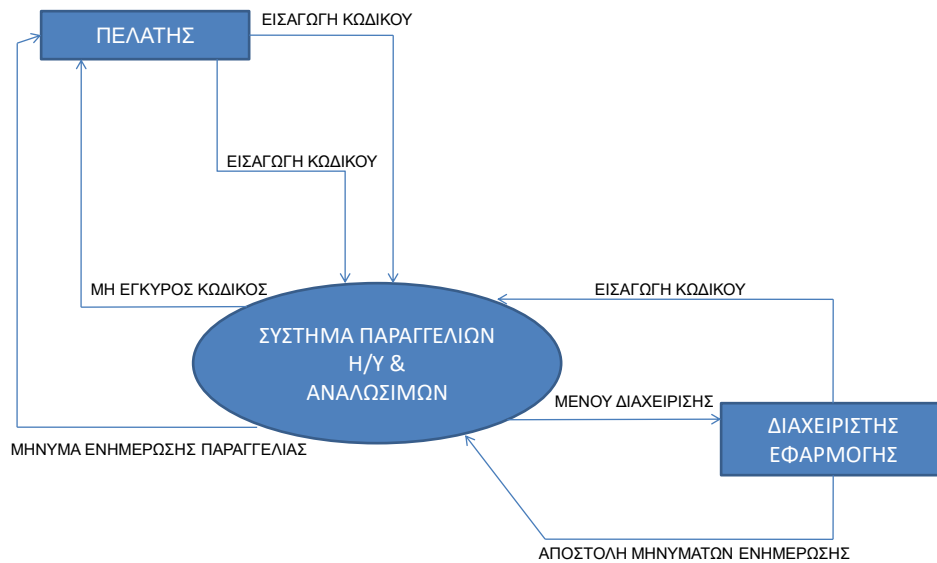 ΕΙΣΑΓΩΓΗ ΚΩΔΙΚΟΥ
ΠΕΛΑΤΗΣ
ΕΙΣΑΓΩΓΗ ΚΩΔΙΚΟΥ
ΜΗ ΕΓΚΥΡΟΣ ΚΩΔΙΚΟΣ
ΕΙΣΑΓΩΓΗ ΚΩΔΙΚΟΥ
ΣΥΣΤΗΜΑ ΠΑΡΑΓΓΕΛΙΩΝ
Η/Υ &
ΑΝΑΛΩΣΙΜΩΝ
ΜΕΝΟΥ ΔΙΑΧΕΙΡΙΣΗΣ
ΔΙΑΧΕΙΡΙΣΤΗΣ
ΕΦΑΡΜΟΓΗΣ
ΜΗΝΥΜΑ ΕΝΗΜΕΡΩΣΗΣ ΠΑΡΑΓΓΕΛΙΑΣ
ΑΠΟΣΤΟΛΗ ΜΗΝΥΜΑΤΩΝ ΕΝΗΜΕΡΩΣΗΣ